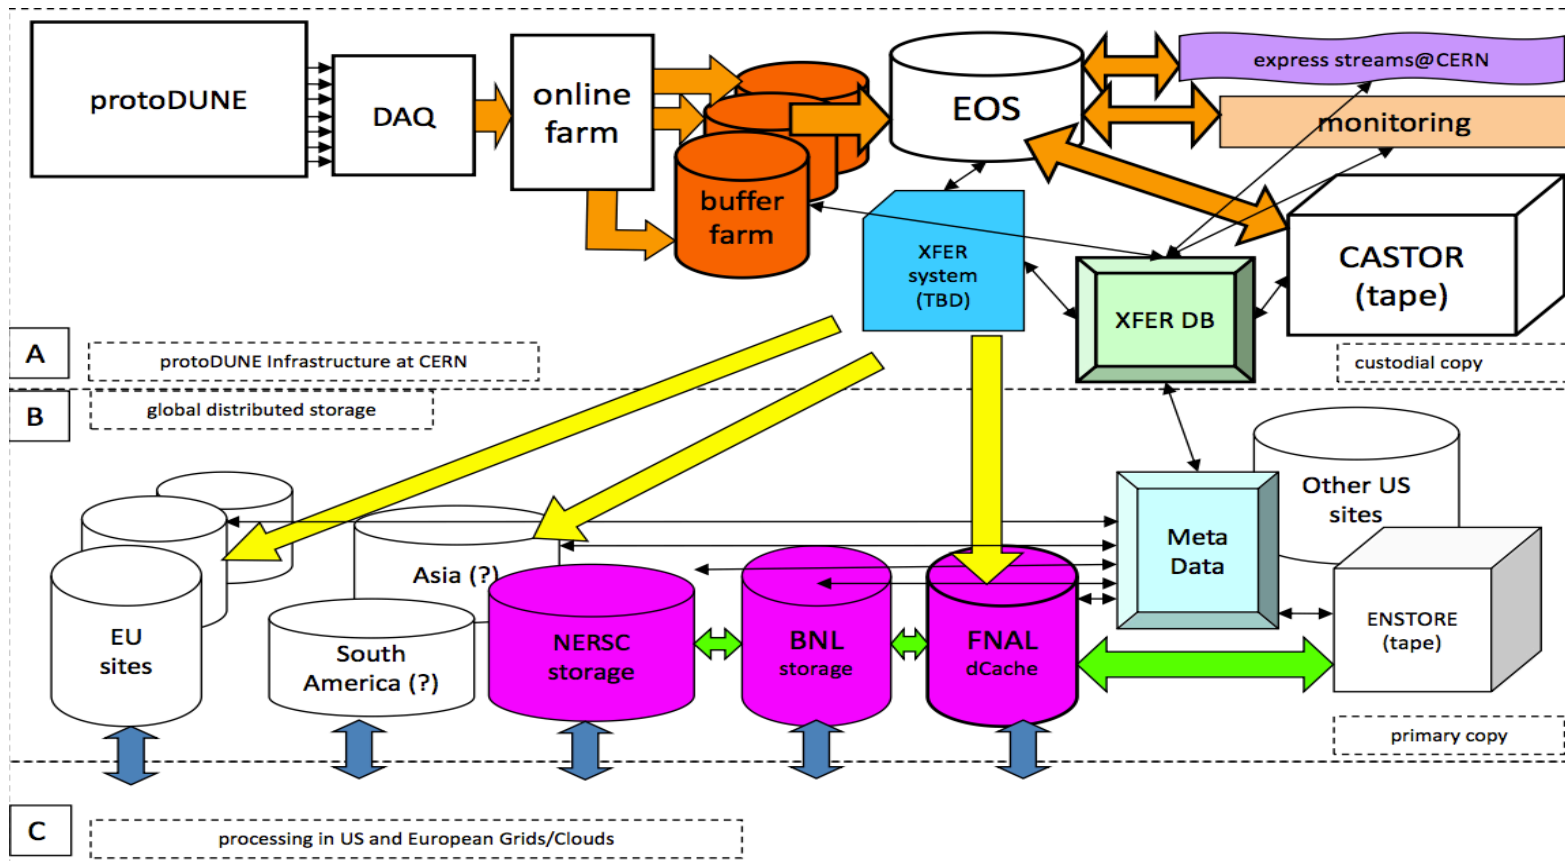 protoDUNE
DAQ
online
farm
buffer
farm
EOS
express streams@CERN
monitoring
XFER
system
(TBD)
XFER DB
CASTOR
(tape)
A
protoDUNE Infrastructure at CERN
custodial copy
B
global distributed storage
EU
sites
Asia (?)
South
America (?)
NERSC
storage
BNL
storage
FNAL
dCache
Meta
Data
Other US
sites
ENSTORE
(tape)
primary copy
C
processing in US and European Grids/Clouds